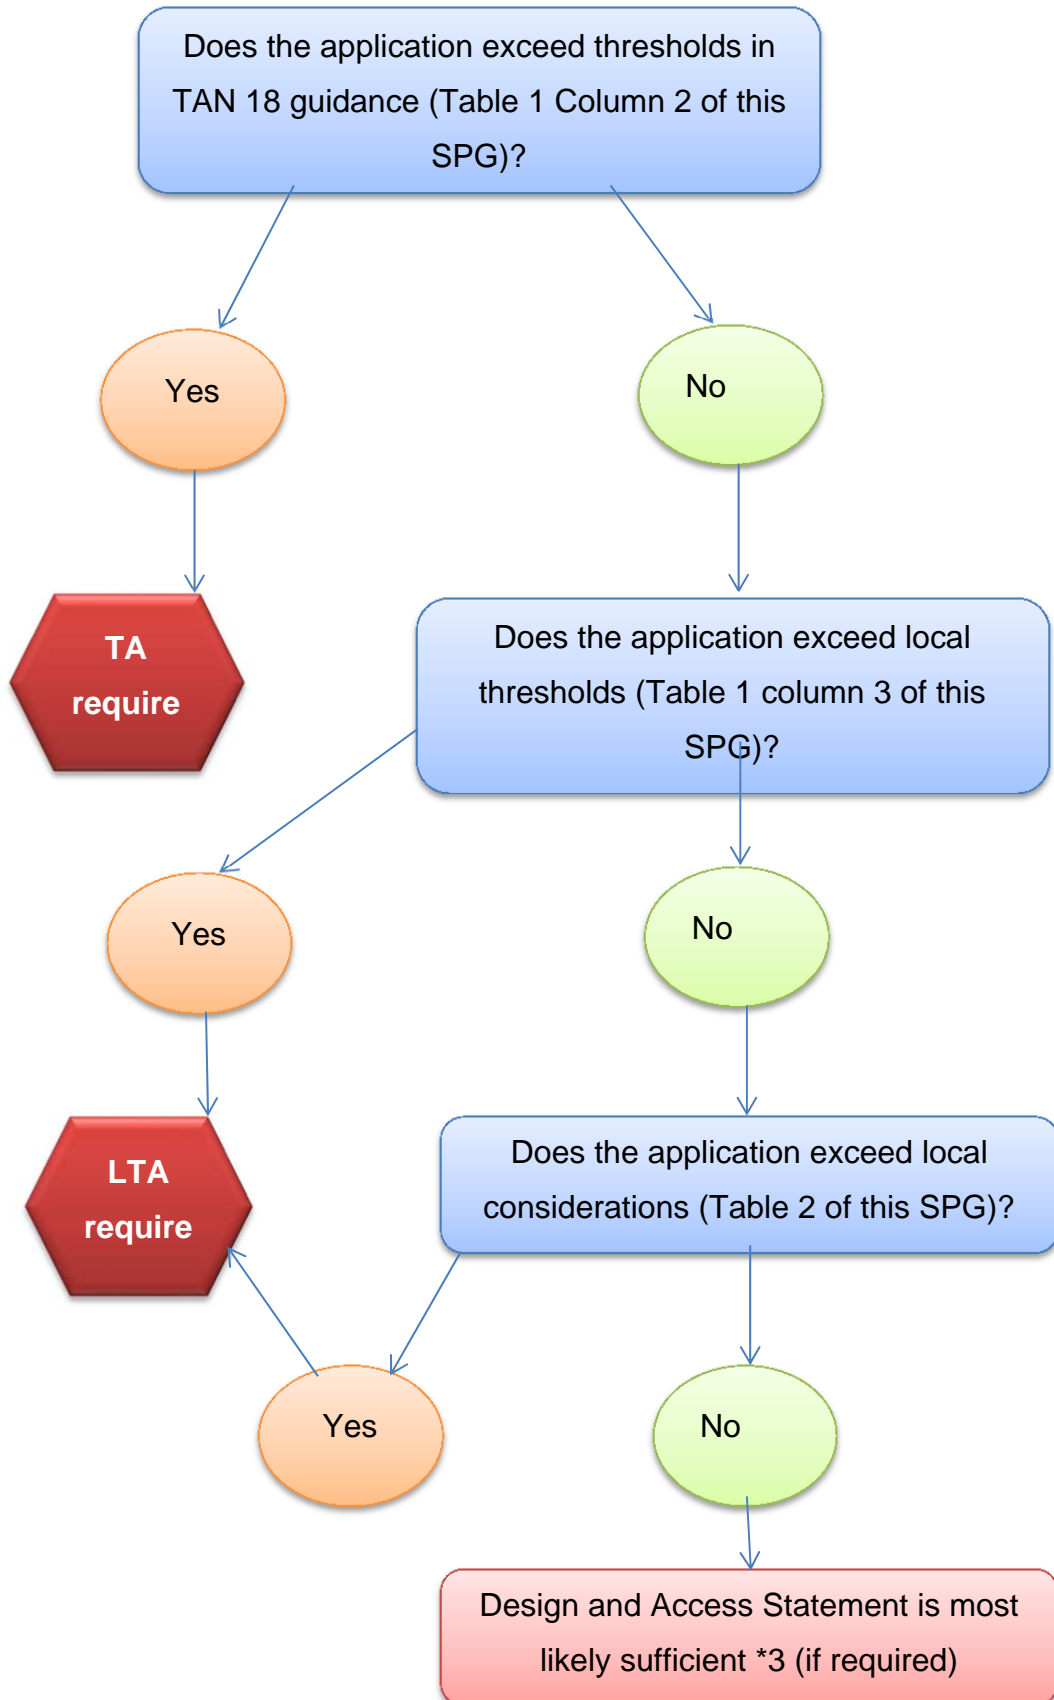 Does the application exceed thresholds in
TAN 18 guidance (Table 1 Column 2 of this
SPG)?
Yes
No
TA
require
Does the application exceed local
thresholds (Table 1 column 3 of this
SPG)?
Yes
No
LTA
require
Does the application exceed local
considerations (Table 2 of this SPG)?
Yes
No
Design and Access Statement is most
likely sufficient *3 (if required)